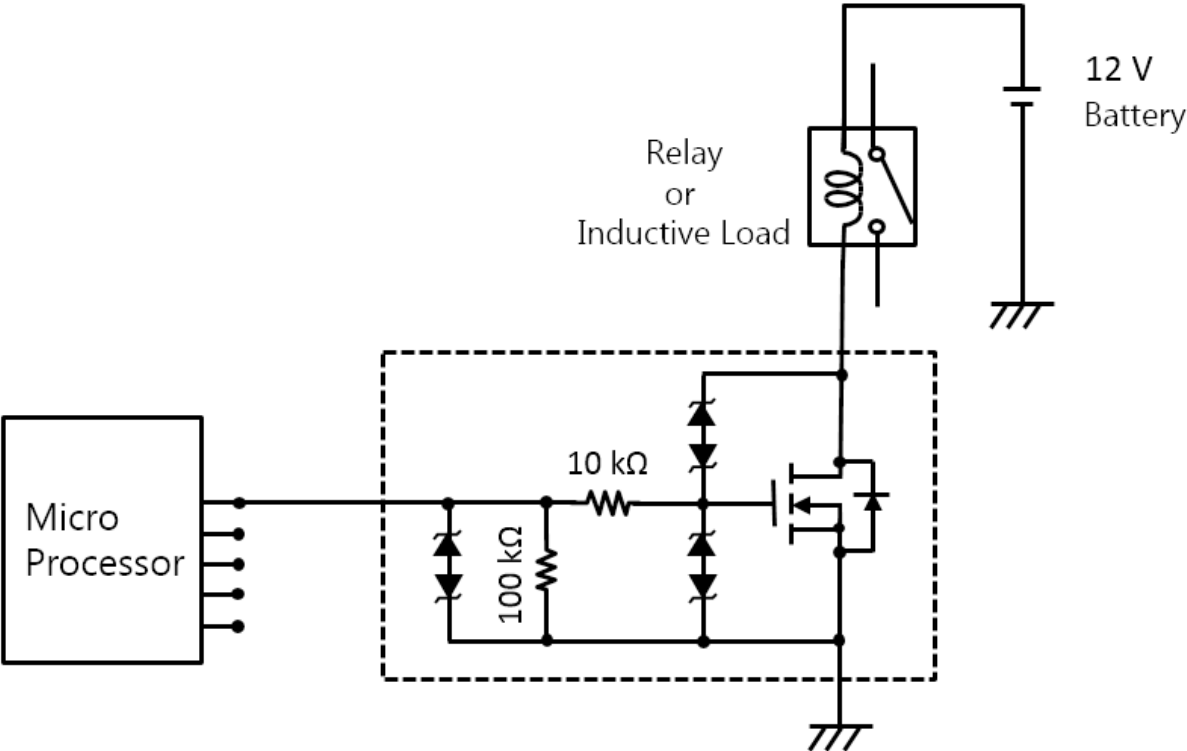 12 V
Battery
Relay
or
Inductive Load
10 kΩ
100 kΩ
Micro
Processor